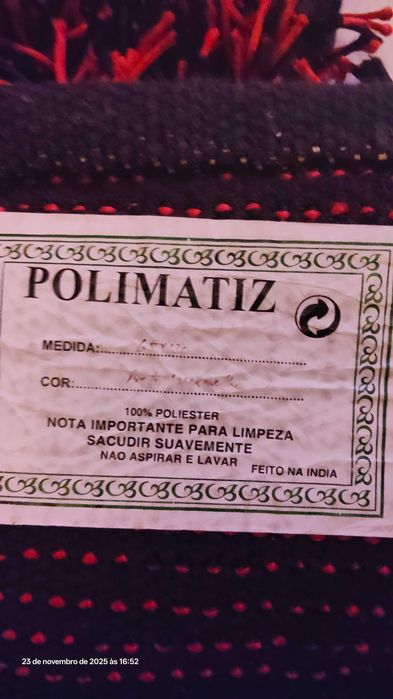 POLIMATIZ
MEDIDA:
COR:
100% POLIESTER
NOTA IMPORTANTE PARA LIMPEZA
SACUDIR SUAVEMENTE
NAO ASPIRAR E LAVAR
FEITO NA INDIA
23 de novembro de 2025 às 16:52